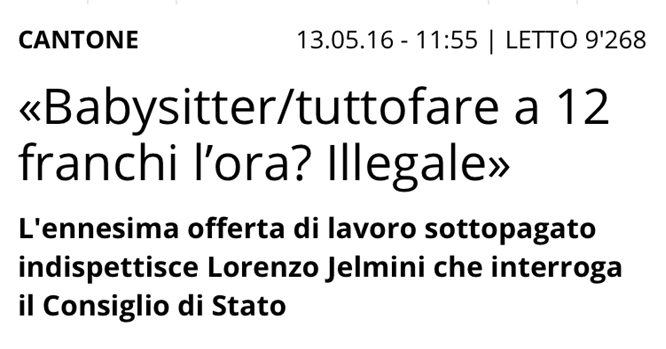 CANTONE 13.05.16 - 11:55 | LETTO 9'268
«Babysitter/tuttofare a 12
franchi l’ora? Illegale»
L'ennesima offerta di lavoro sottopagato
indispettisce Lorenzo Jelmini che interroga
il Consiglio di Stato